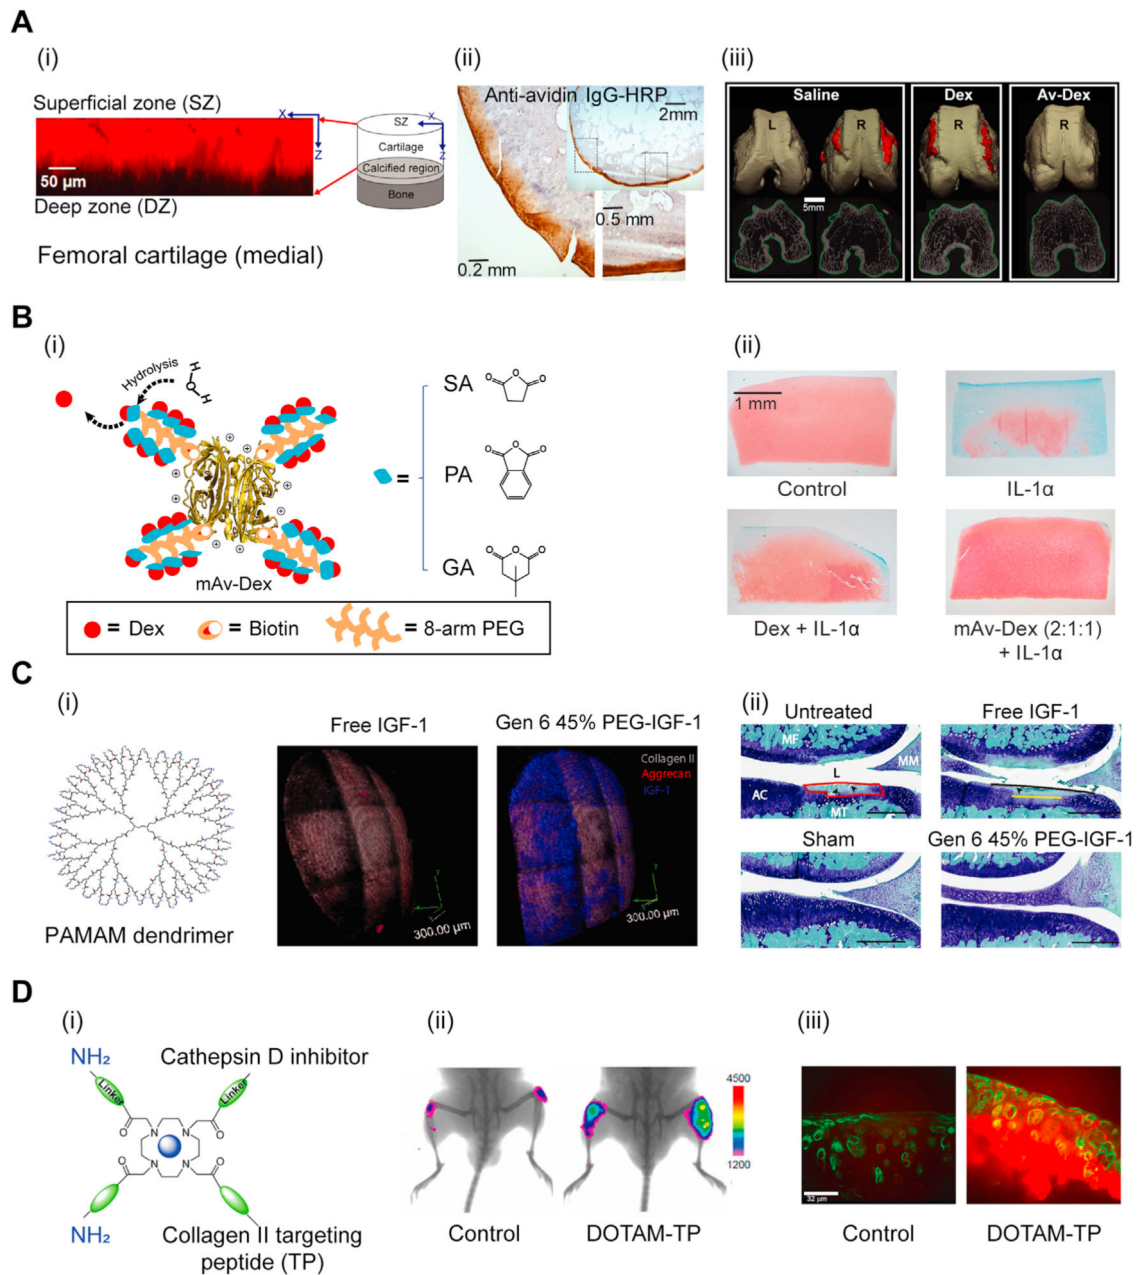 A
(i)
Superficial zone (SZ)
50 µm
Deep zone (DZ)
Femoral cartilage (medial)
X
Z
SZ
X
Z
Cartilage
Calcified region
Bone
(ii)
Anti-avidin IgG-HRP
2mm
0.5 mm
0.2 mm
(iii)
Saline
Dex
Av-Dex
L
R
R
R
5mm
B
(i)
Hydrolysis
H
O
H
mAv-Dex
=
SA
PA
GA
= Dex
= Biotin
= 8-arm PEG
(ii)
1 mm
Control
IL-1α
Dex + IL-1α
mAv-Dex (2:1:1)
+ IL-1α
C
(i)
PAMAM dendrimer
Free IGF-1
300.00 µm
Gen 6 45% PEG-IGF-1
Collagen II
Aggrecan
IGF-1
300.00 µm
(ii)
Untreated
MF
MM
L
AC
MT
Free IGF-1
Sham
Gen 6 45% PEG-IGF-1
D
(i)
NH₂
Cathepsin D inhibitor
Linker
Linker
O
O
N
N
N
N
O
O
NH₂
Collagen II targeting
peptide (TP)
(ii)
4500
1200
Control
DOTAM-TP
(iii)
32 µm
Control
DOTAM-TP